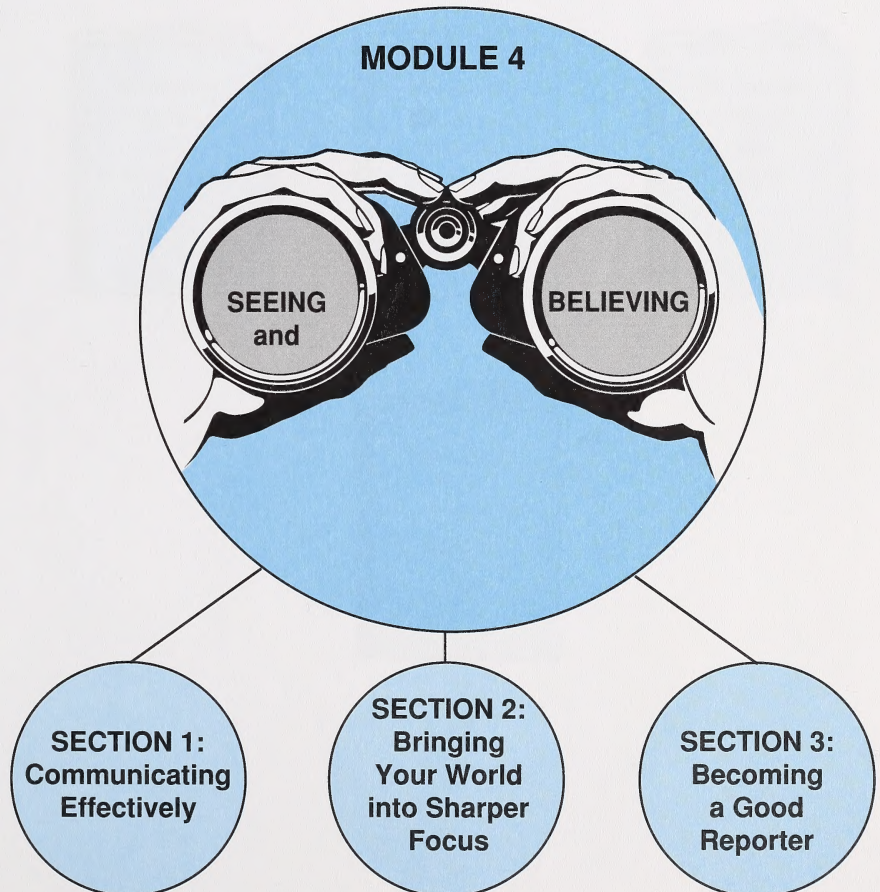 MODULE 4
SEEING
and
BELIEVING
SECTION 1:
Communicating
Effectively
SECTION 2:
Bringing
Your World
into Sharper
Focus
SECTION 3:
Becoming
a Good
Reporter